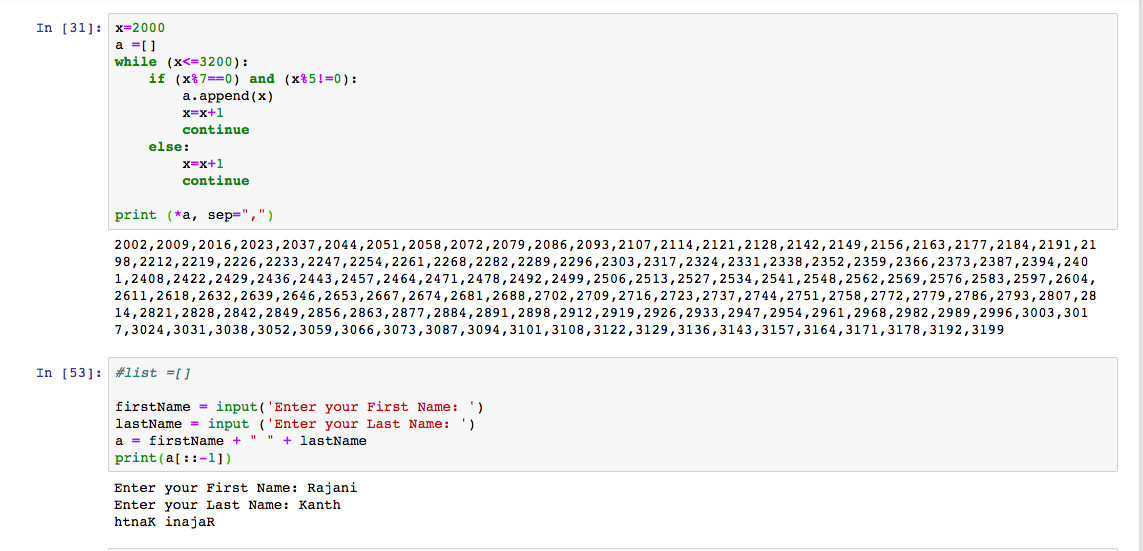 In [31]: x=2000
a =[]
while (x<=3200):
    if (x%7==0) and (x%5!=0):
        a.append(x)
        x=x+1
        continue
    else:
        x=x+1
        continue

print (*a, sep=",")
2002,2009,2016,2023,2037,2044,2051,2058,2072,2079,2086,2093,2107,2114,2121,2128,2142,2149,2156,2163,2177,2184,2191,21
98,2212,2219,2226,2233,2247,2254,2261,2268,2282,2289,2296,2303,2317,2324,2331,2338,2352,2359,2366,2373,2387,2394,240
1,2408,2422,2429,2436,2443,2457,2464,2471,2478,2492,2499,2506,2513,2527,2534,2541,2548,2562,2569,2576,2583,2597,2604,
2611,2618,2632,2639,2646,2653,2667,2674,2681,2688,2702,2709,2716,2723,2737,2744,2751,2758,2772,2779,2786,2793,2807,28
14,2821,2828,2842,2849,2856,2863,2877,2884,2891,2898,2912,2919,2926,2933,2947,2954,2961,2968,2982,2989,2996,3003,301
7,3024,3031,3038,3052,3059,3066,3073,3087,3094,3101,3108,3122,3129,3136,3143,3157,3164,3171,3178,3192,3199
In [53]: #list =[]

firstName = input('Enter your First Name: ')
lastName = input ('Enter your Last Name: ')
a = firstName + " " + lastName
print(a[::-1])
Enter your First Name: Rajani
Enter your Last Name: Kanth
htnaK inajaR